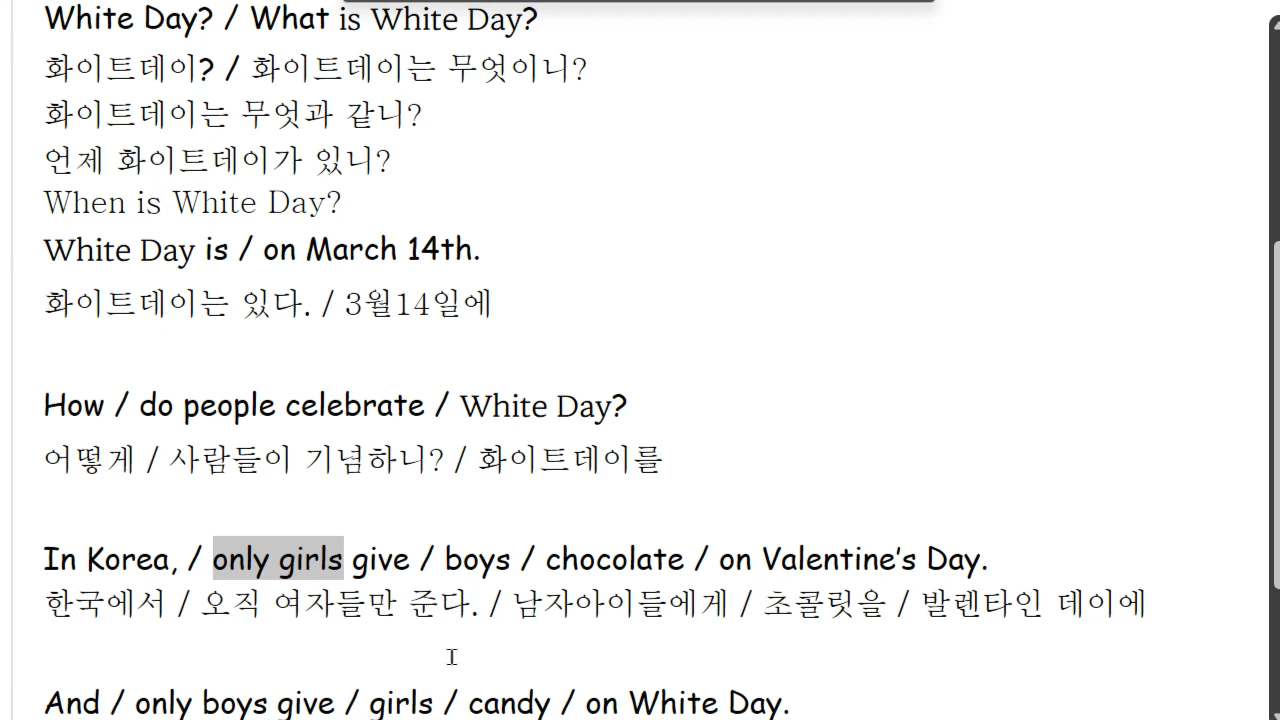 White Day? / What is White Day?
화이트데이? / 화이트데이는 무엇이니?
화이트데이는 무엇과 같니?
언제 화이트데이가 있니?
When is White Day?
White Day is / on March 14th.
화이트데이는 있다. / 3월14일에
How / do people celebrate / White Day?
어떻게 / 사람들이 기념하니? / 화이트데이를
In Korea, / only girls give / boys / chocolate / on Valentine's Day.
한국에서 / 오직 여자들만 준다. / 남자아이들에게 / 초콜릿을 / 발렌타인 데이에
And / only boys give / girls / candy / on White Day.